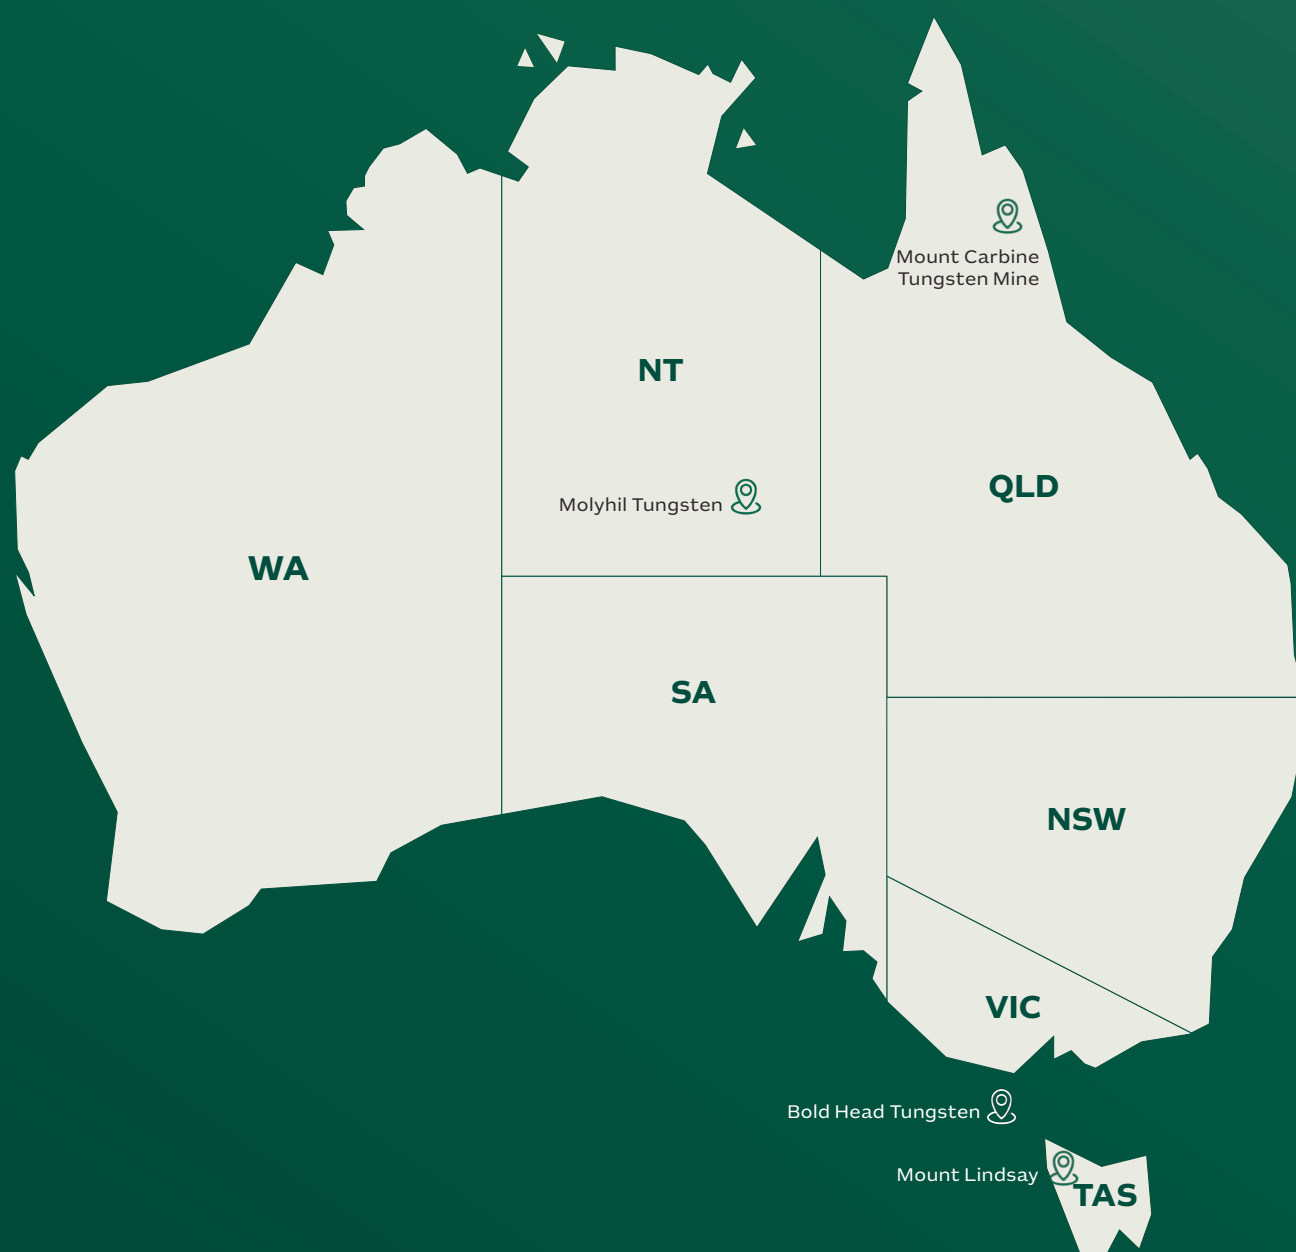 Mount Carbine
Tungsten Mine
NT
QLD
Molyhil Tungsten
WA
SA
NSW
VIC
Bold Head Tungsten
Mount Lindsay
TAS